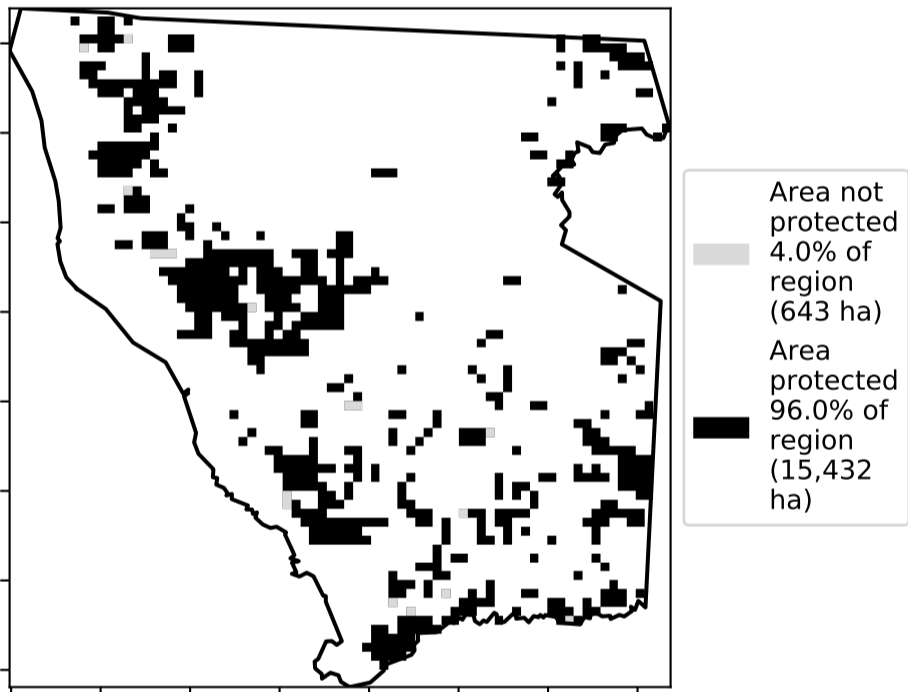 Area not
protected
4.0% of
region
(643 ha)
Area
protected
96.0% of
region
(15,432
ha)